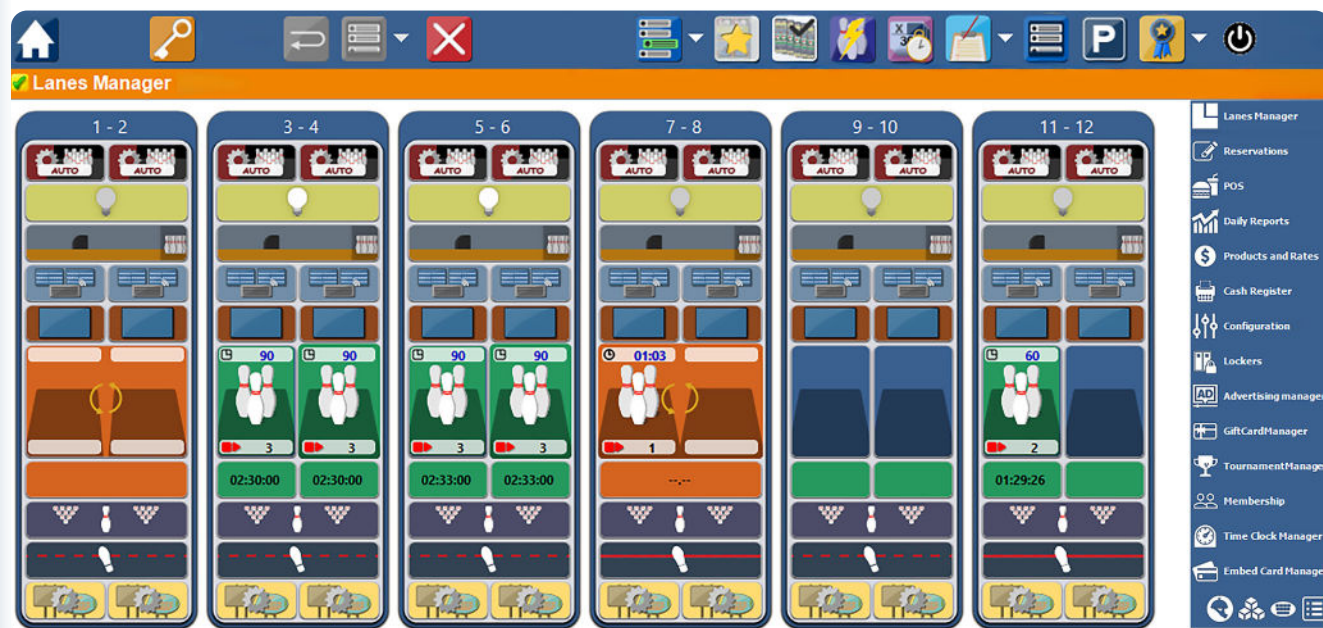 P
Lanes Manager
1 - 2
3 - 4
5 - 6
7 - 8
9 - 10
11 - 12
AUTO AUTO
AUTO AUTO
AUTO AUTO
AUTO AUTO
AUTO AUTO
AUTO AUTO
90 90
90 90
01:03
60
3 3
3 3
1
2
02:30:00 02:30:00
02:33:00 02:33:00
--.--
01:29:26
Lanes Manager
Reservations
POS
Daily Reports
Products and Rates
Cash Register
Configuration
Lockers
AD
Advertising manager
GiftCardManager
TournamentManage
Membership
Time Clock Manager
Embed Card Manage